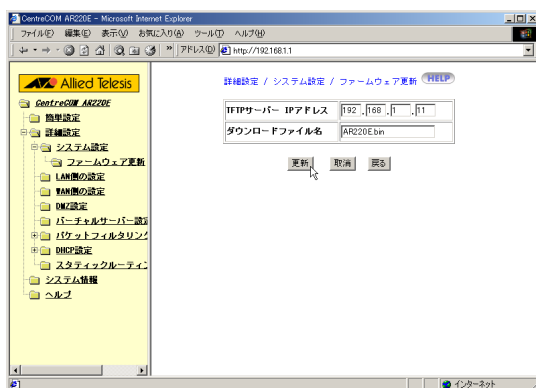 CentreCOM AR220E - Microsoft Internet Explorer
ファイル(F) 編集(E) 表示(V) お気に入り(A) ツール(T) ヘルプ(H)
アドレス(D) http://192.168.1.1
Allied Telesis
CentreCOM AR220E
簡単設定
詳細設定
システム設定
ファームウェア更新
LAN側の設定
WAN側の設定
DMZ設定
バーチャルサーバー設
パケットフィルタリング
DHCP設定
スタティックルーティ
システム情報
ヘルプ
詳細設定 / システム設定 / ファームウェア更新 HELP
TFTPサーバー IPアドレス 192 . 168 . 1 . 11
ダウンロードファイル名 AR220E.bin
更新 取消 戻る
インターネット